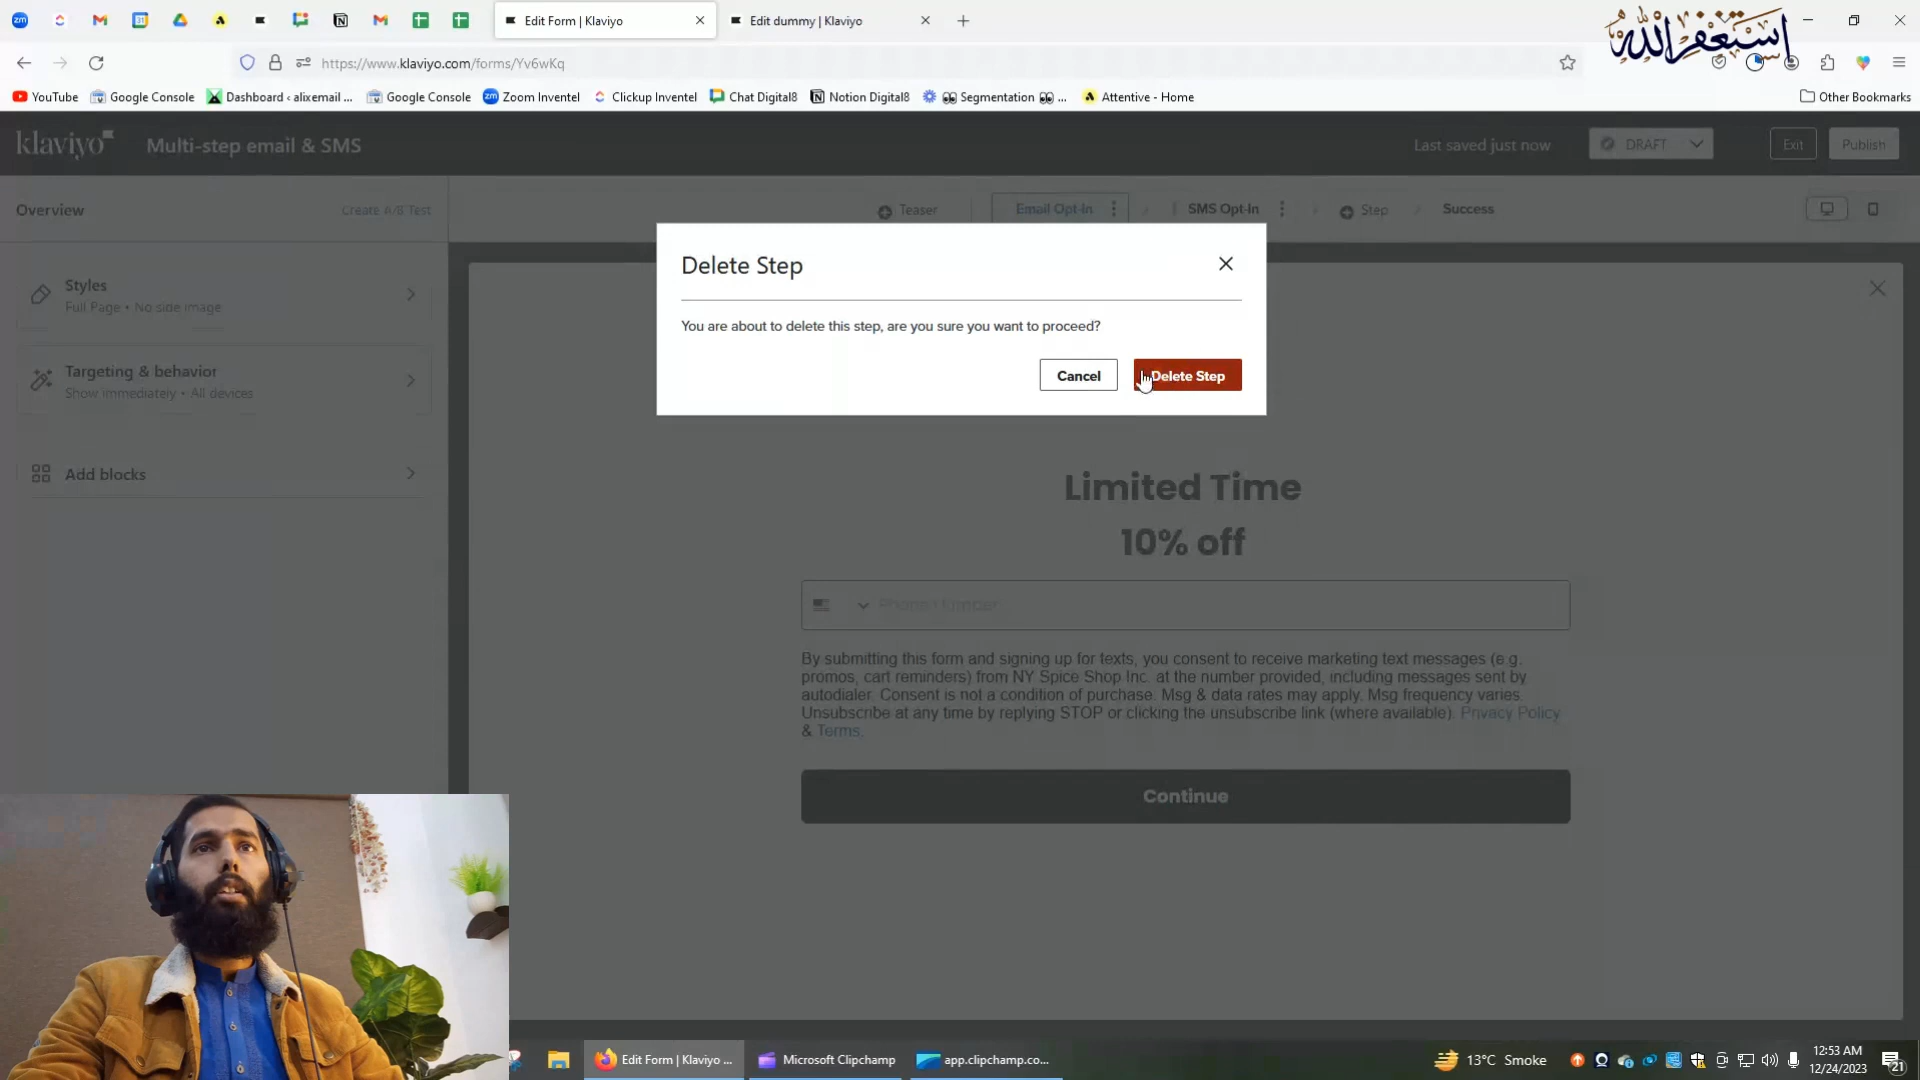 Edit Form | Klaviyo
Edit dummy | Klaviyo
استغفر الله
https://www.klaviyo.com/forms/Yv6wKq
YouTube
Google Console
Dashboard ‹ alixemail ...
Google Console
Zoom Inventel
Clickup Inventel
Chat Digital8
Notion Digital8
Segmentation 👀 ...
Attentive - Home
Other Bookmarks
klaviyo
Multi-step email & SMS
Last saved just now
DRAFT
Exit
Publish
Overview
Create A/B Test
Teaser
Email Opt-In
SMS Opt-In
Step
Success
Delete Step
You are about to delete this step, are you sure you want to proceed?
Cancel
Delete Step
Styles
Full Page • No side image
Targeting & behavior
Show immediately • All devices
Add blocks
Limited Time
10% off
Phone Number
By submitting this form and signing up for texts, you consent to receive marketing text messages (e.g.
promos, cart reminders) from NY Spice Shop Inc. at the number provided, including messages sent by
autodialer. Consent is not a condition of purchase. Msg & data rates may apply. Msg frequency varies.
Unsubscribe at any time by replying STOP or clicking the unsubscribe link (where available). Privacy Policy
& Terms.
Continue
Edit Form | Klaviyo ...
Microsoft Clipchamp
app.clipchamp.co...
13°C Smoke
12:53 AM
12/24/2023
21